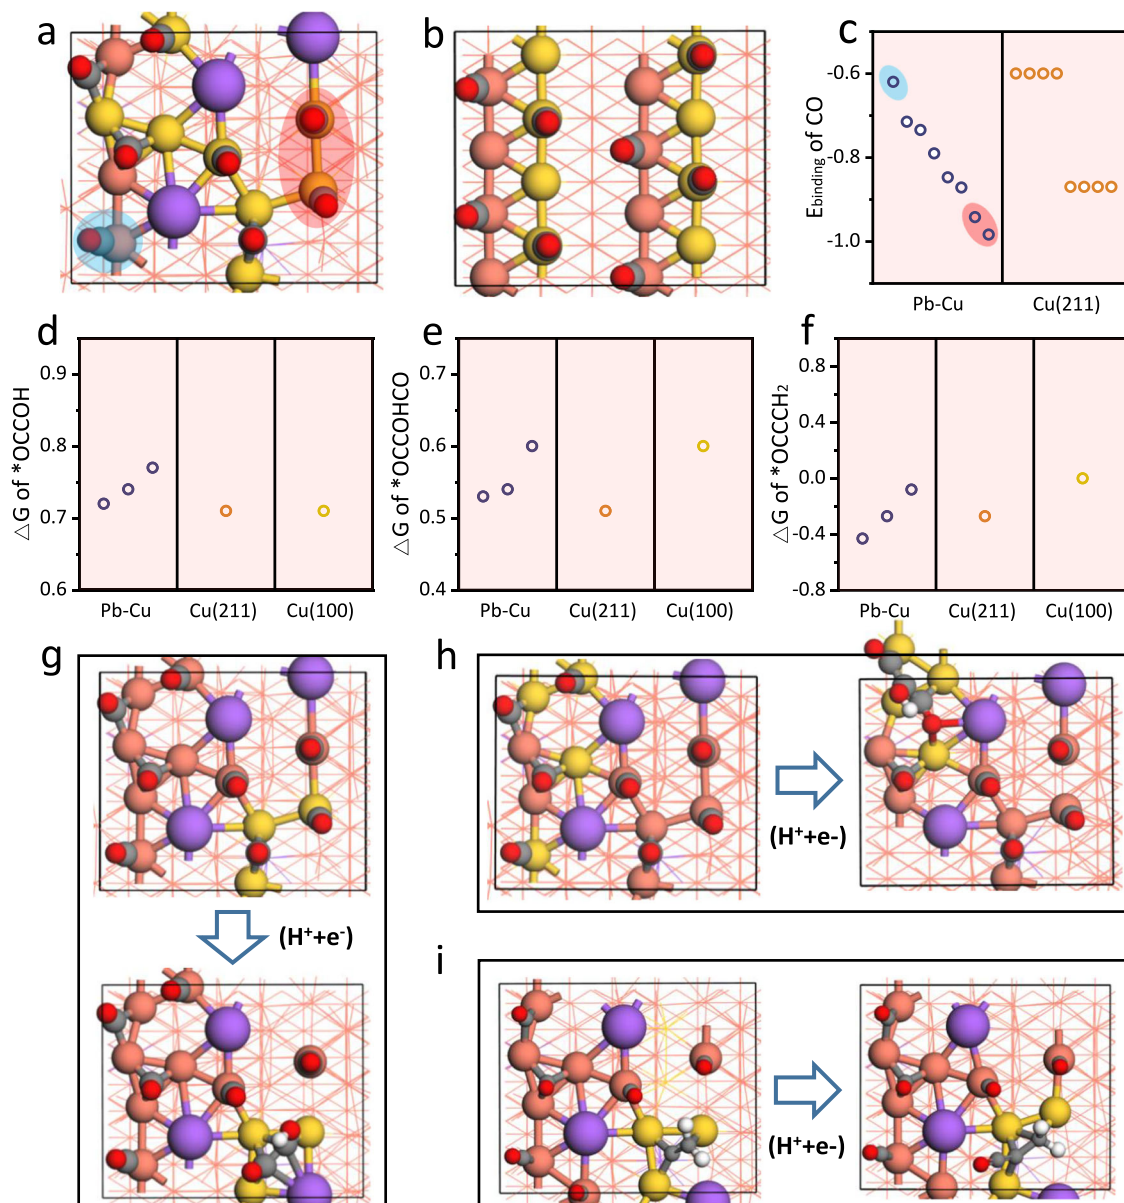 a
b
c
E binding of CO
-0.6
-0.8
-1.0
Pb-Cu
Cu(211)
d
△G of *OCCOH
0.9
0.8
0.7
0.6
Pb-Cu
Cu(211)
Cu(100)
e
△G of *OCCOHCO
0.7
0.6
0.5
0.4
Pb-Cu
Cu(211)
Cu(100)
f
△G of *OCCCH₂
0.8
0.4
0.0
-0.4
-0.8
Pb-Cu
Cu(211)
Cu(100)
g
(H⁺+e⁻)
h
(H⁺+e-)
i
(H⁺+e-)